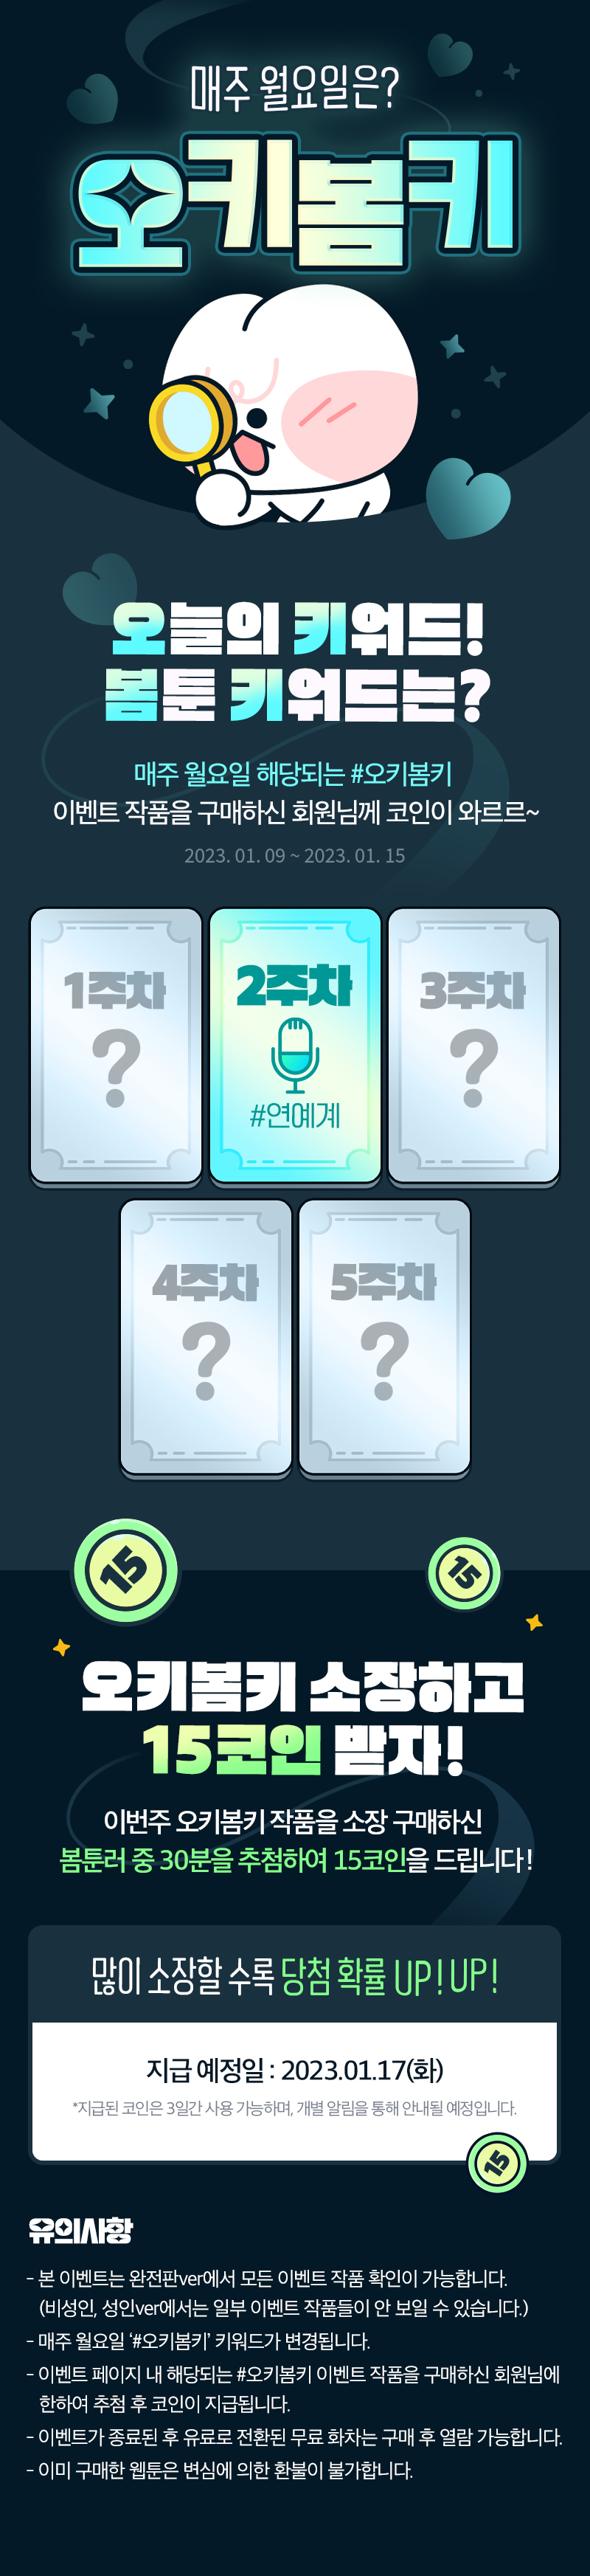 매주 월요일은?
오키봄키
오늘의 키워드!
봄툰 키워드는?
매주 월요일 해당되는 #오키봄키
이벤트 작품을 구매하신 회원님께 코인이 와르르~
2023. 01. 09 ~ 2023. 01. 15
1주차
?
2주차
#연예계
3주차
?
4주차
?
5주차
?
15
15
오키봄키 소장하고
15코인 받자!
이번주 오키봄키 작품을 소장 구매하신
봄툰러 중 30분을 추첨하여 15코인을 드립니다!
많이 소장할 수록 당첨 확률 UP! UP!
지급 예정일 : 2023.01.17(화)
*지급된 코인은 3일간 사용 가능하며, 개별 알림을 통해 안내될 예정입니다.
15
유의사항
- 본 이벤트는 완전판ver에서 모든 이벤트 작품 확인이 가능합니다.
(비성인, 성인ver에서는 일부 이벤트 작품들이 안 보일 수 있습니다.)
- 매주 월요일 '#오키봄키' 키워드가 변경됩니다.
- 이벤트 페이지 내 해당되는 #오키봄키 이벤트 작품을 구매하신 회원님에
한하여 추첨 후 코인이 지급됩니다.
- 이벤트가 종료된 후 유료로 전환된 무료 화차는 구매 후 열람 가능합니다.
- 이미 구매한 웹툰은 변심에 의한 환불이 불가합니다.